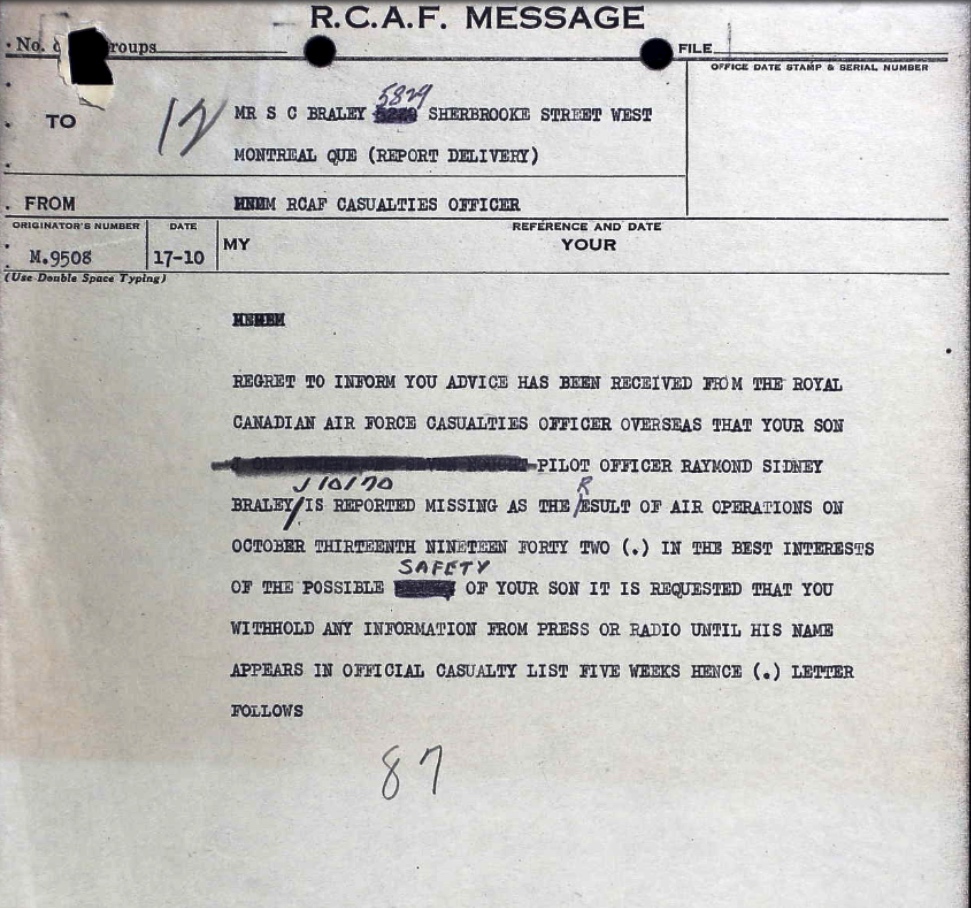 R.C.A.F. MESSAGE
No. roups
FILE
OFFICE DATE STAMP & SERIAL NUMBER
TO
12
5829
MR S C BRALEY SHERBROOKE STREET WEST
MONTREAL QUE (REPORT DELIVERY)
FROM
RCAF CASUALTIES OFFICER
ORIGINATOR'S NUMBER DATE REFERENCE AND DATE
MY YOUR
M.9508 17-10
(Use Double Space Typing)
REGRET TO INFORM YOU ADVICE HAS BEEN RECEIVED FROM THE ROYAL
CANADIAN AIR FORCE CASUALTIES OFFICER OVERSEAS THAT YOUR SON
PILOT OFFICER RAYMOND SIDNEY
J10170 R
BRALEY/IS REPORTED MISSING AS THE /ESULT OF AIR OPERATIONS ON
OCTOBER THIRTEENTH NINETEEN FORTY TWO (.) IN THE BEST INTERESTS
SAFETY
OF THE POSSIBLE OF YOUR SON IT IS REQUESTED THAT YOU
WITHHOLD ANY INFORMATION FROM PRESS OR RADIO UNTIL HIS NAME
APPEARS IN OFFICIAL CASUALTY LIST FIVE WEEKS HENCE (.) LETTER
FOLLOWS
87